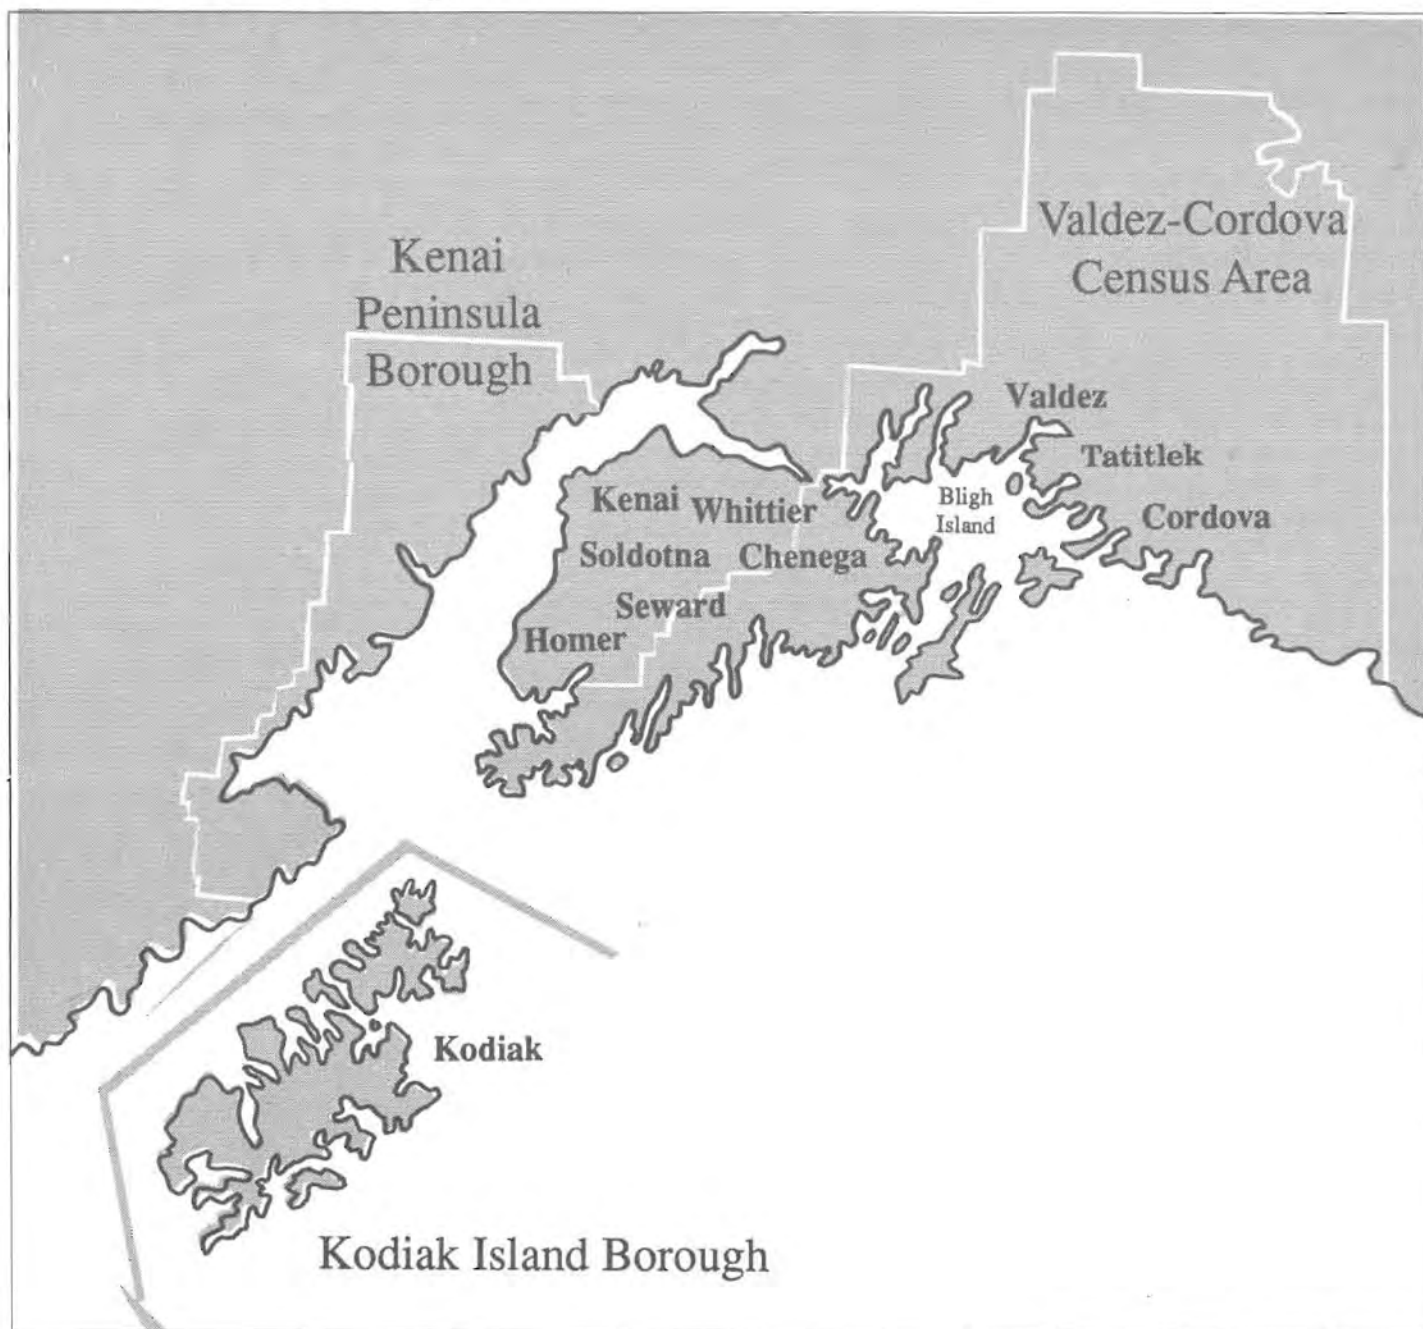 Valdez-Cordova
Census Area
Kenai
Peninsula
Borough
Valdez
Tatitlek
Bligh
Island
Cordova
Kenai
Whittier
Soldotna
Chenega
Seward
Homer
Kodiak
Kodiak Island Borough